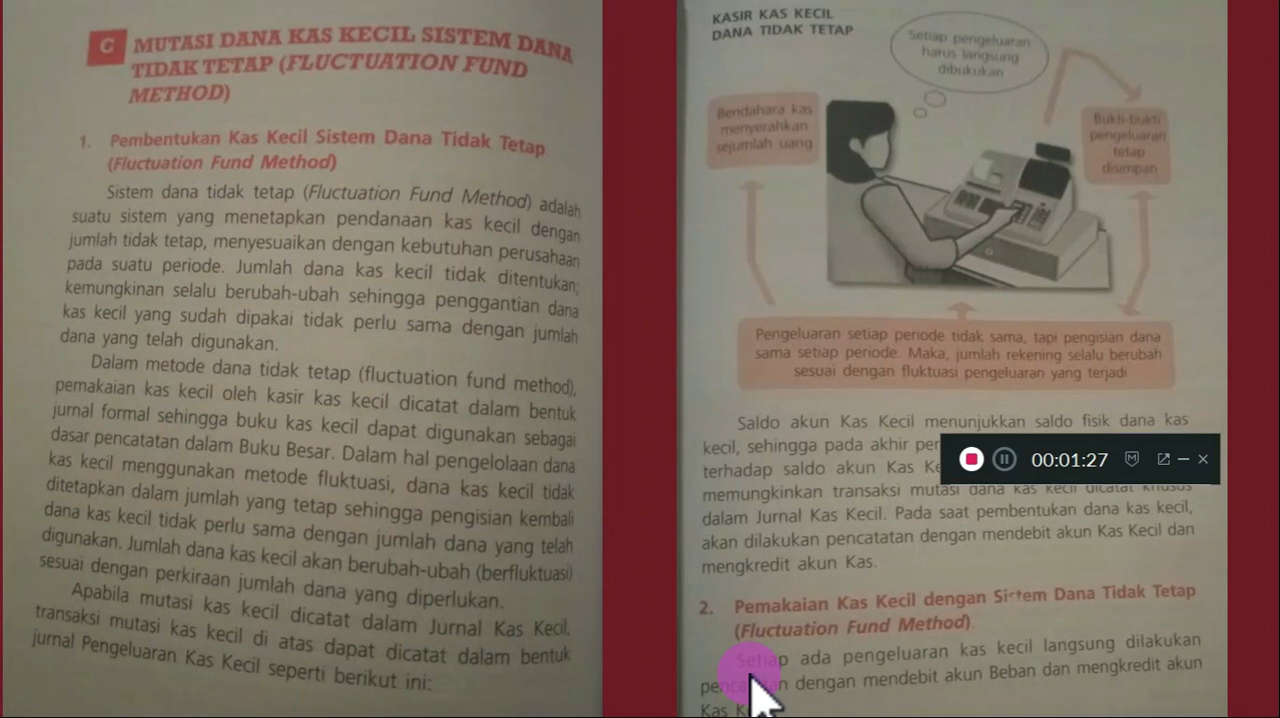 C MUTASI DANA KAS KECIL SISTEM DANA
TIDAK TETAP (FLUCTUATION FUND
METHOD)
1. Pembentukan Kas Kecil Sistem Dana Tidak Tetap
(Fluctuation Fund Method)
Sistem dana tidak tetap (Fluctuation Fund Method) adalah
suatu sistem yang menetapkan pendanaan kas kecil dengan
jumlah tidak tetap, menyesuaikan dengan kebutuhan perusahaan
pada suatu periode. Jumlah dana kas kecil tidak ditentukan,
kemungkinan selalu berubah-ubah sehingga penggantian dana
kas kecil yang sudah dipakai tidak perlu sama dengan jumlah
dana yang telah digunakan.
Dalam metode dana tidak tetap (fluctuation fund method),
pemakaian kas kecil oleh kasir kas kecil dicatat dalam bentuk
jurnal formal sehingga buku kas kecil dapat digunakan sebagai
dasar pencatatan dalam Buku Besar. Dalam hal pengelolaan dana
kas kecil menggunakan metode fluktuasi, dana kas kecil tidak
ditetapkan dalam jumlah yang tetap sehingga pengisian kembali
dana kas kecil tidak perlu sama dengan jumlah dana yang telah
digunakan. Jumlah dana kas kecil akan berubah-ubah (berfluktuasi)
sesuai dengan perkiraan jumlah dana yang diperlukan.
Apabila mutasi kas kecil dicatat dalam Jurnal Kas Kecil,
transaksi mutasi kas kecil di atas dapat dicatat dalam bentuk
jurnal Pengeluaran Kas Kecil seperti berikut ini:
KASIR KAS KECIL
DANA TIDAK TETAP
Setiap pengeluaran
harus langsung
dibukukan
Bendahara kas
menyerahkan
sejumlah uang
Bukti-bukti
pengeluaran
tetap
disimpan
Pengeluaran setiap periode tidak sama, tapi pengisian dana
sama setiap periode. Maka, jumlah rekening selalu berubah
sesuai dengan fluktuasi pengeluaran yang terjadi
Saldo akun Kas Kecil menunjukkan saldo fisik dana kas
kecil, sehingga pada akhir
terhadap saldo akun Kas
memungkinkan transaksi mutasi dana kas kecil dicatat khusus
dalam Jurnal Kas Kecil. Pada saat pembentukan dana kas kecil,
akan dilakukan pencatatan dengan mendebit akun Kas Kecil dan
mengkredit akun Kas.
00:01:27
2. Pemakaian Kas Kecil dengan Sistem Dana Tidak Tetap
(Fluctuation Fund Method).
Setiap ada pengeluaran kas kecil langsung dilakukan
dengan mendebit akun Beban dan mengkredit akun
Kas